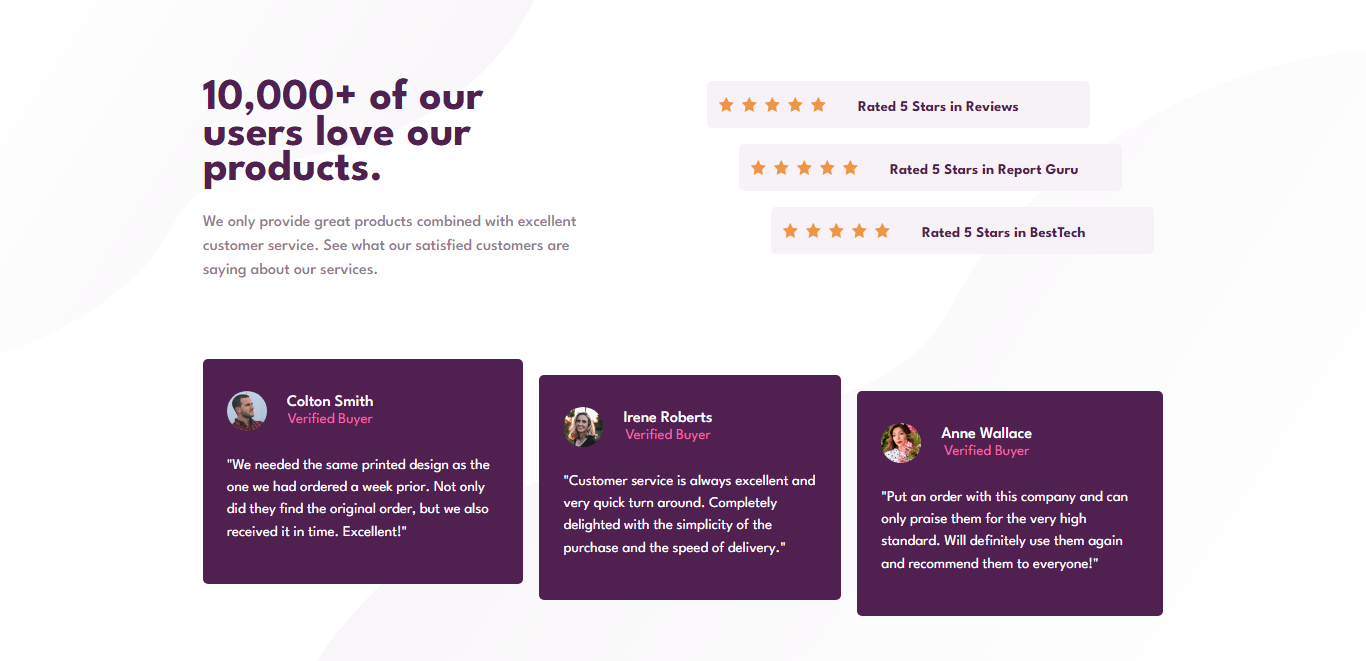 10,000+ of our
users love our
products.
We only provide great products combined with excellent
customer service. See what our satisfied customers are
saying about our services.
Rated 5 Stars in Reviews
Rated 5 Stars in Report Guru
Rated 5 Stars in BestTech
Colton Smith
Verified Buyer
"We needed the same printed design as the
one we had ordered a week prior. Not only
did they find the original order, but we also
received it in time. Excellent!"
Irene Roberts
Verified Buyer
"Customer service is always excellent and
very quick turn around. Completely
delighted with the simplicity of the
purchase and the speed of delivery."
Anne Wallace
Verified Buyer
"Put an order with this company and can
only praise them for the very high
standard. Will definitely use them again
and recommend them to everyone!"